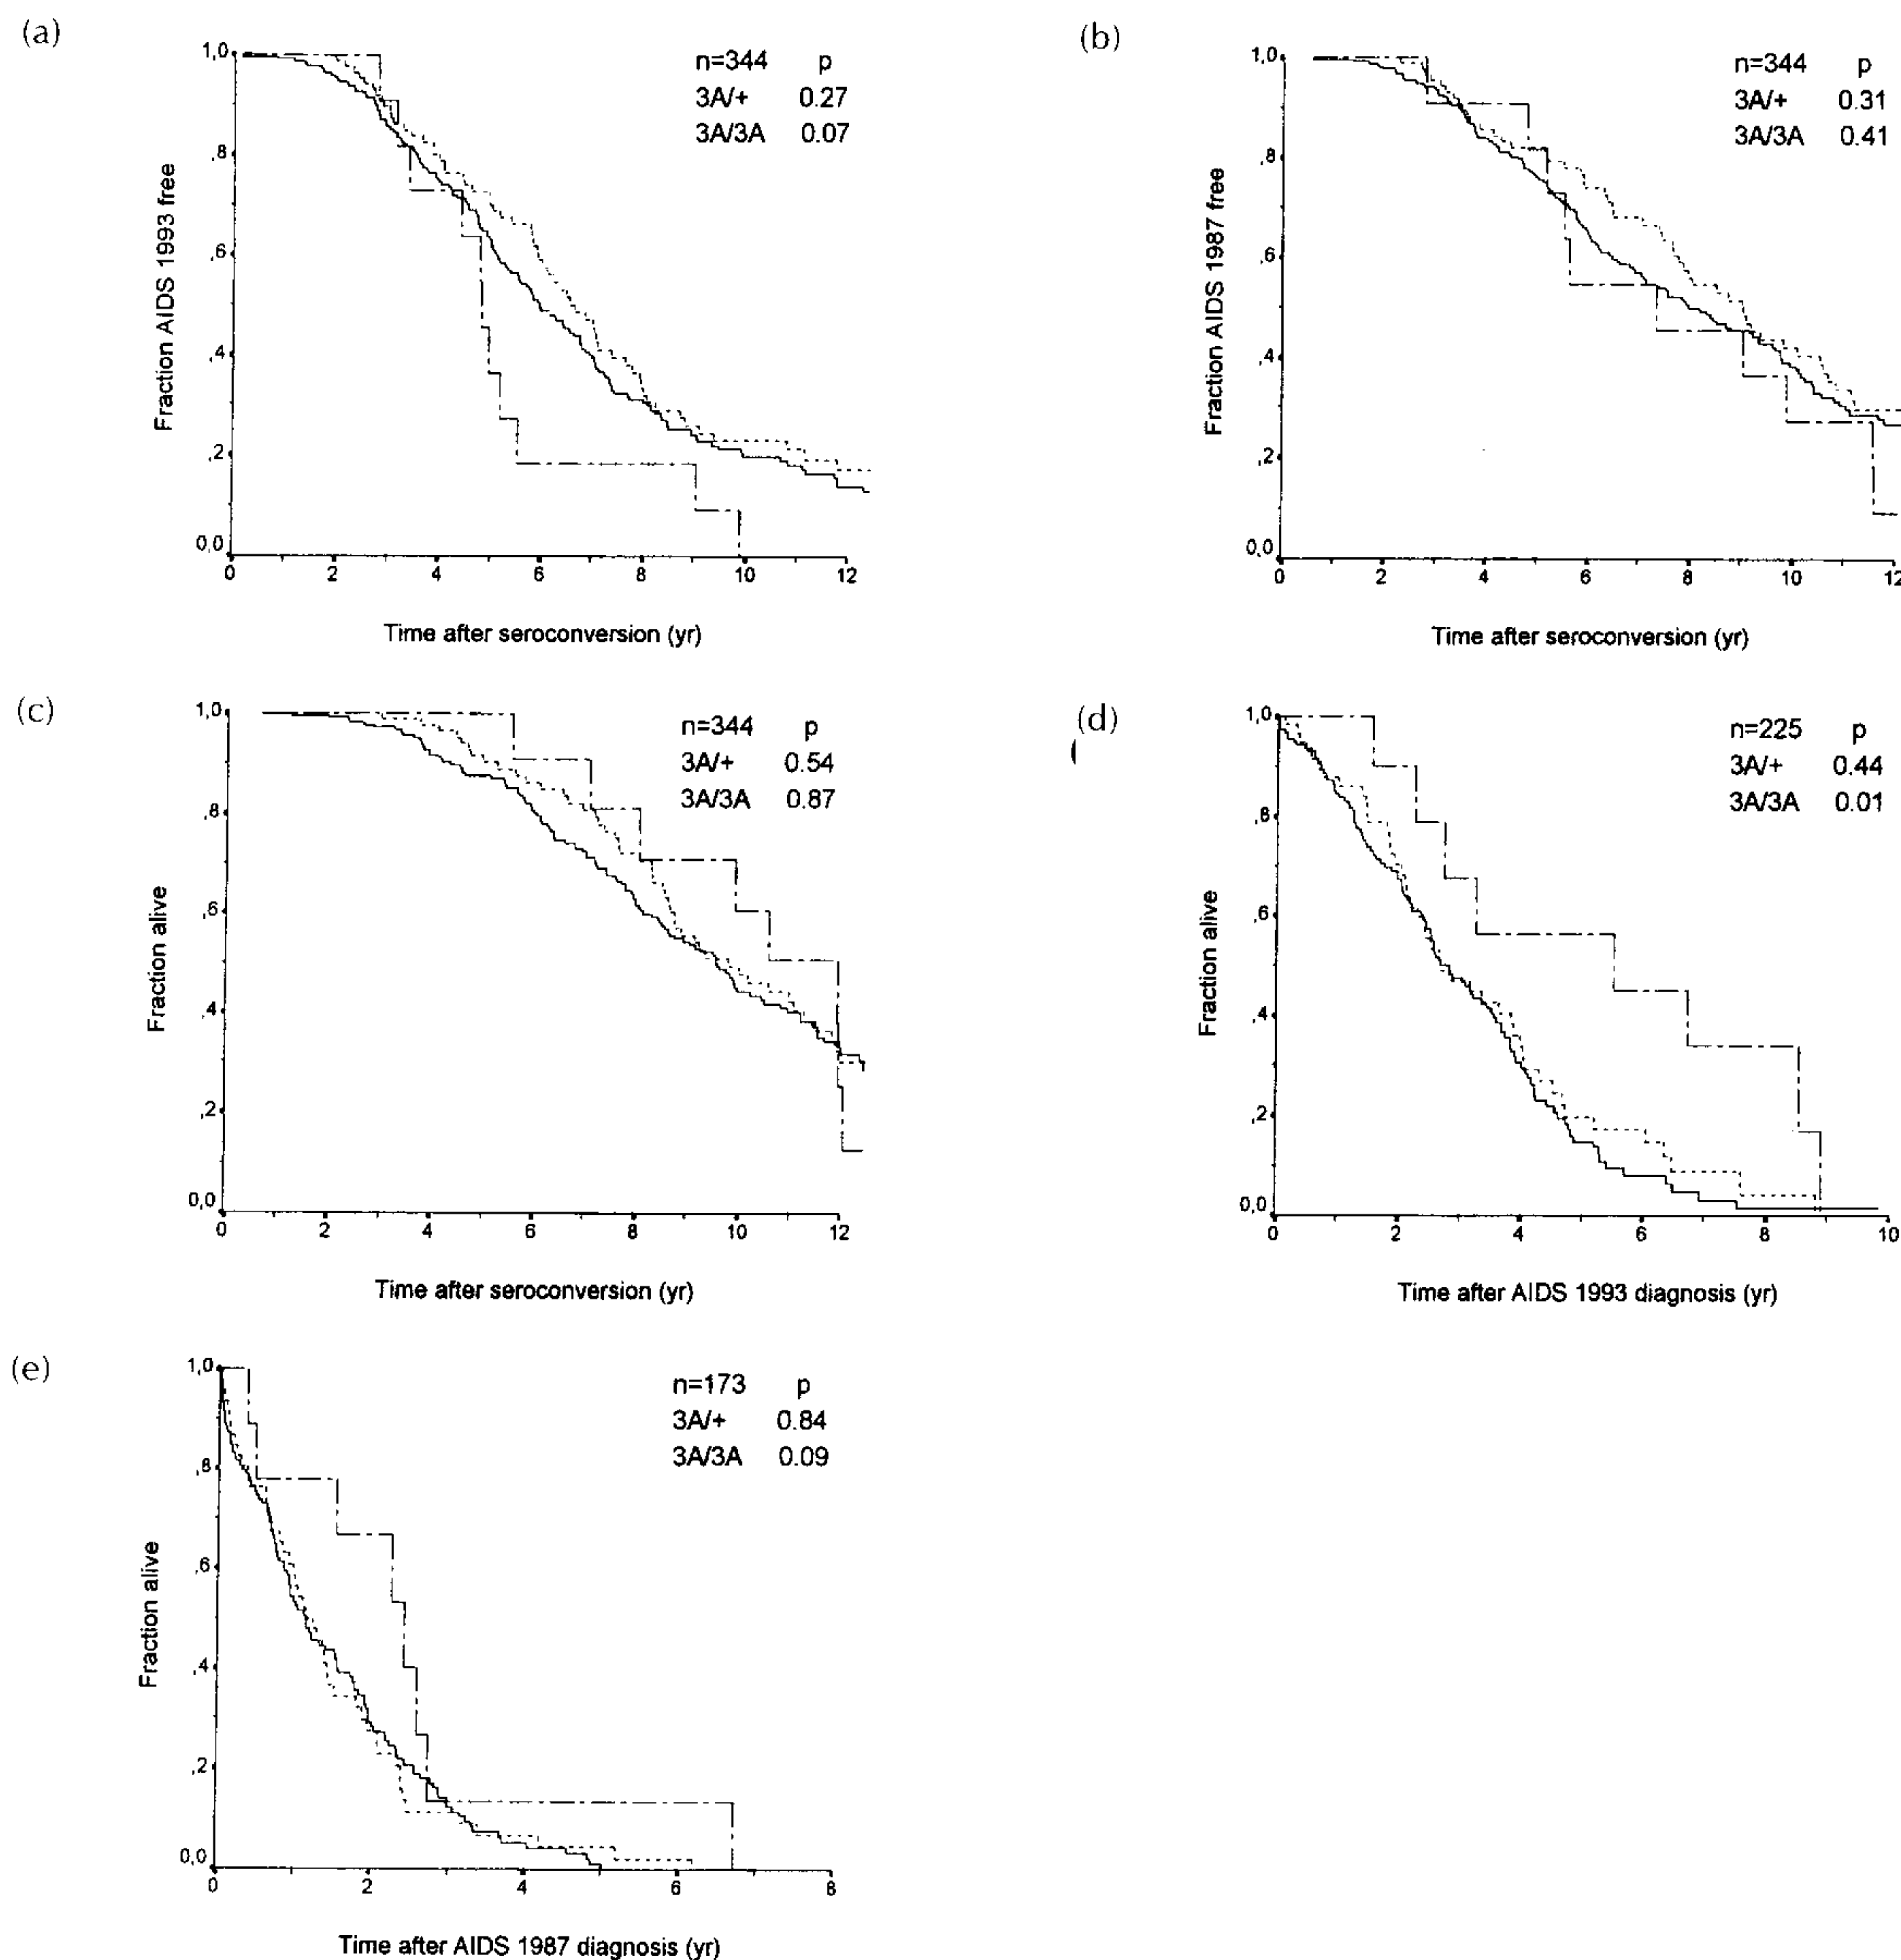 (a)
n=344 p
3A/+ 0.27
3A/3A 0.07
1,0
,8
,6
,4
,2
0,0
Fraction AIDS 1993 free
0 2 4 6 8 10 12
Time after seroconversion (yr)
(b)
n=344 p
3A/+ 0.31
3A/3A 0.41
1,0
,8
,6
,4
,2
0,0
Fraction AIDS 1987 free
0 2 4 6 8 10 12
Time after seroconversion (yr)
(c)
n=344 p
3A/+ 0.54
3A/3A 0.87
1,0
,8
,6
,4
,2
0,0
Fraction alive
0 2 4 6 8 10 12
Time after seroconversion (yr)
(d)
n=225 p
3A/+ 0.44
3A/3A 0.01
1,0
,8
,6
,4
,2
0,0
Fraction alive
0 2 4 6 8 10
Time after AIDS 1993 diagnosis (yr)
(e)
n=173 p
3A/+ 0.84
3A/3A 0.09
1,0
,8
,6
,4
,2
0,0
Fraction alive
0 2 4 6 8
Time after AIDS 1987 diagnosis (yr)